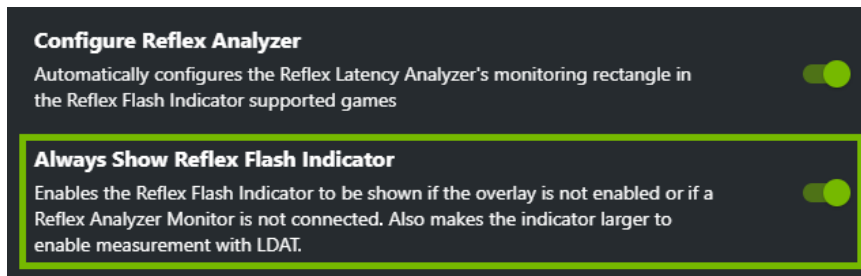 Configure Reflex Analyzer
Automatically configures the Reflex Latency Analyzer's monitoring rectangle in
the Reflex Flash Indicator supported games
Always Show Reflex Flash Indicator
Enables the Reflex Flash Indicator to be shown if the overlay is not enabled or if a
Reflex Analyzer Monitor is not connected. Also makes the indicator larger to
enable measurement with LDAT.